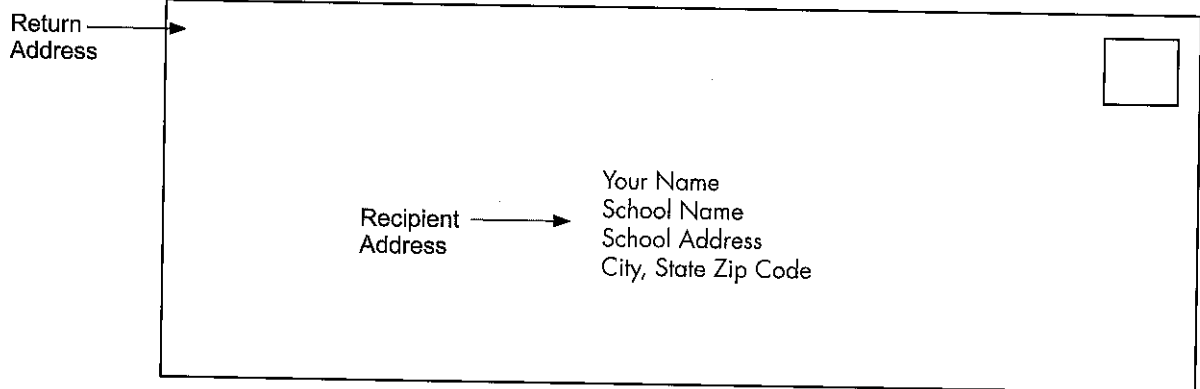 Return
Address
Your Name
School Name
School Address
City, State Zip Code
Recipient
Address